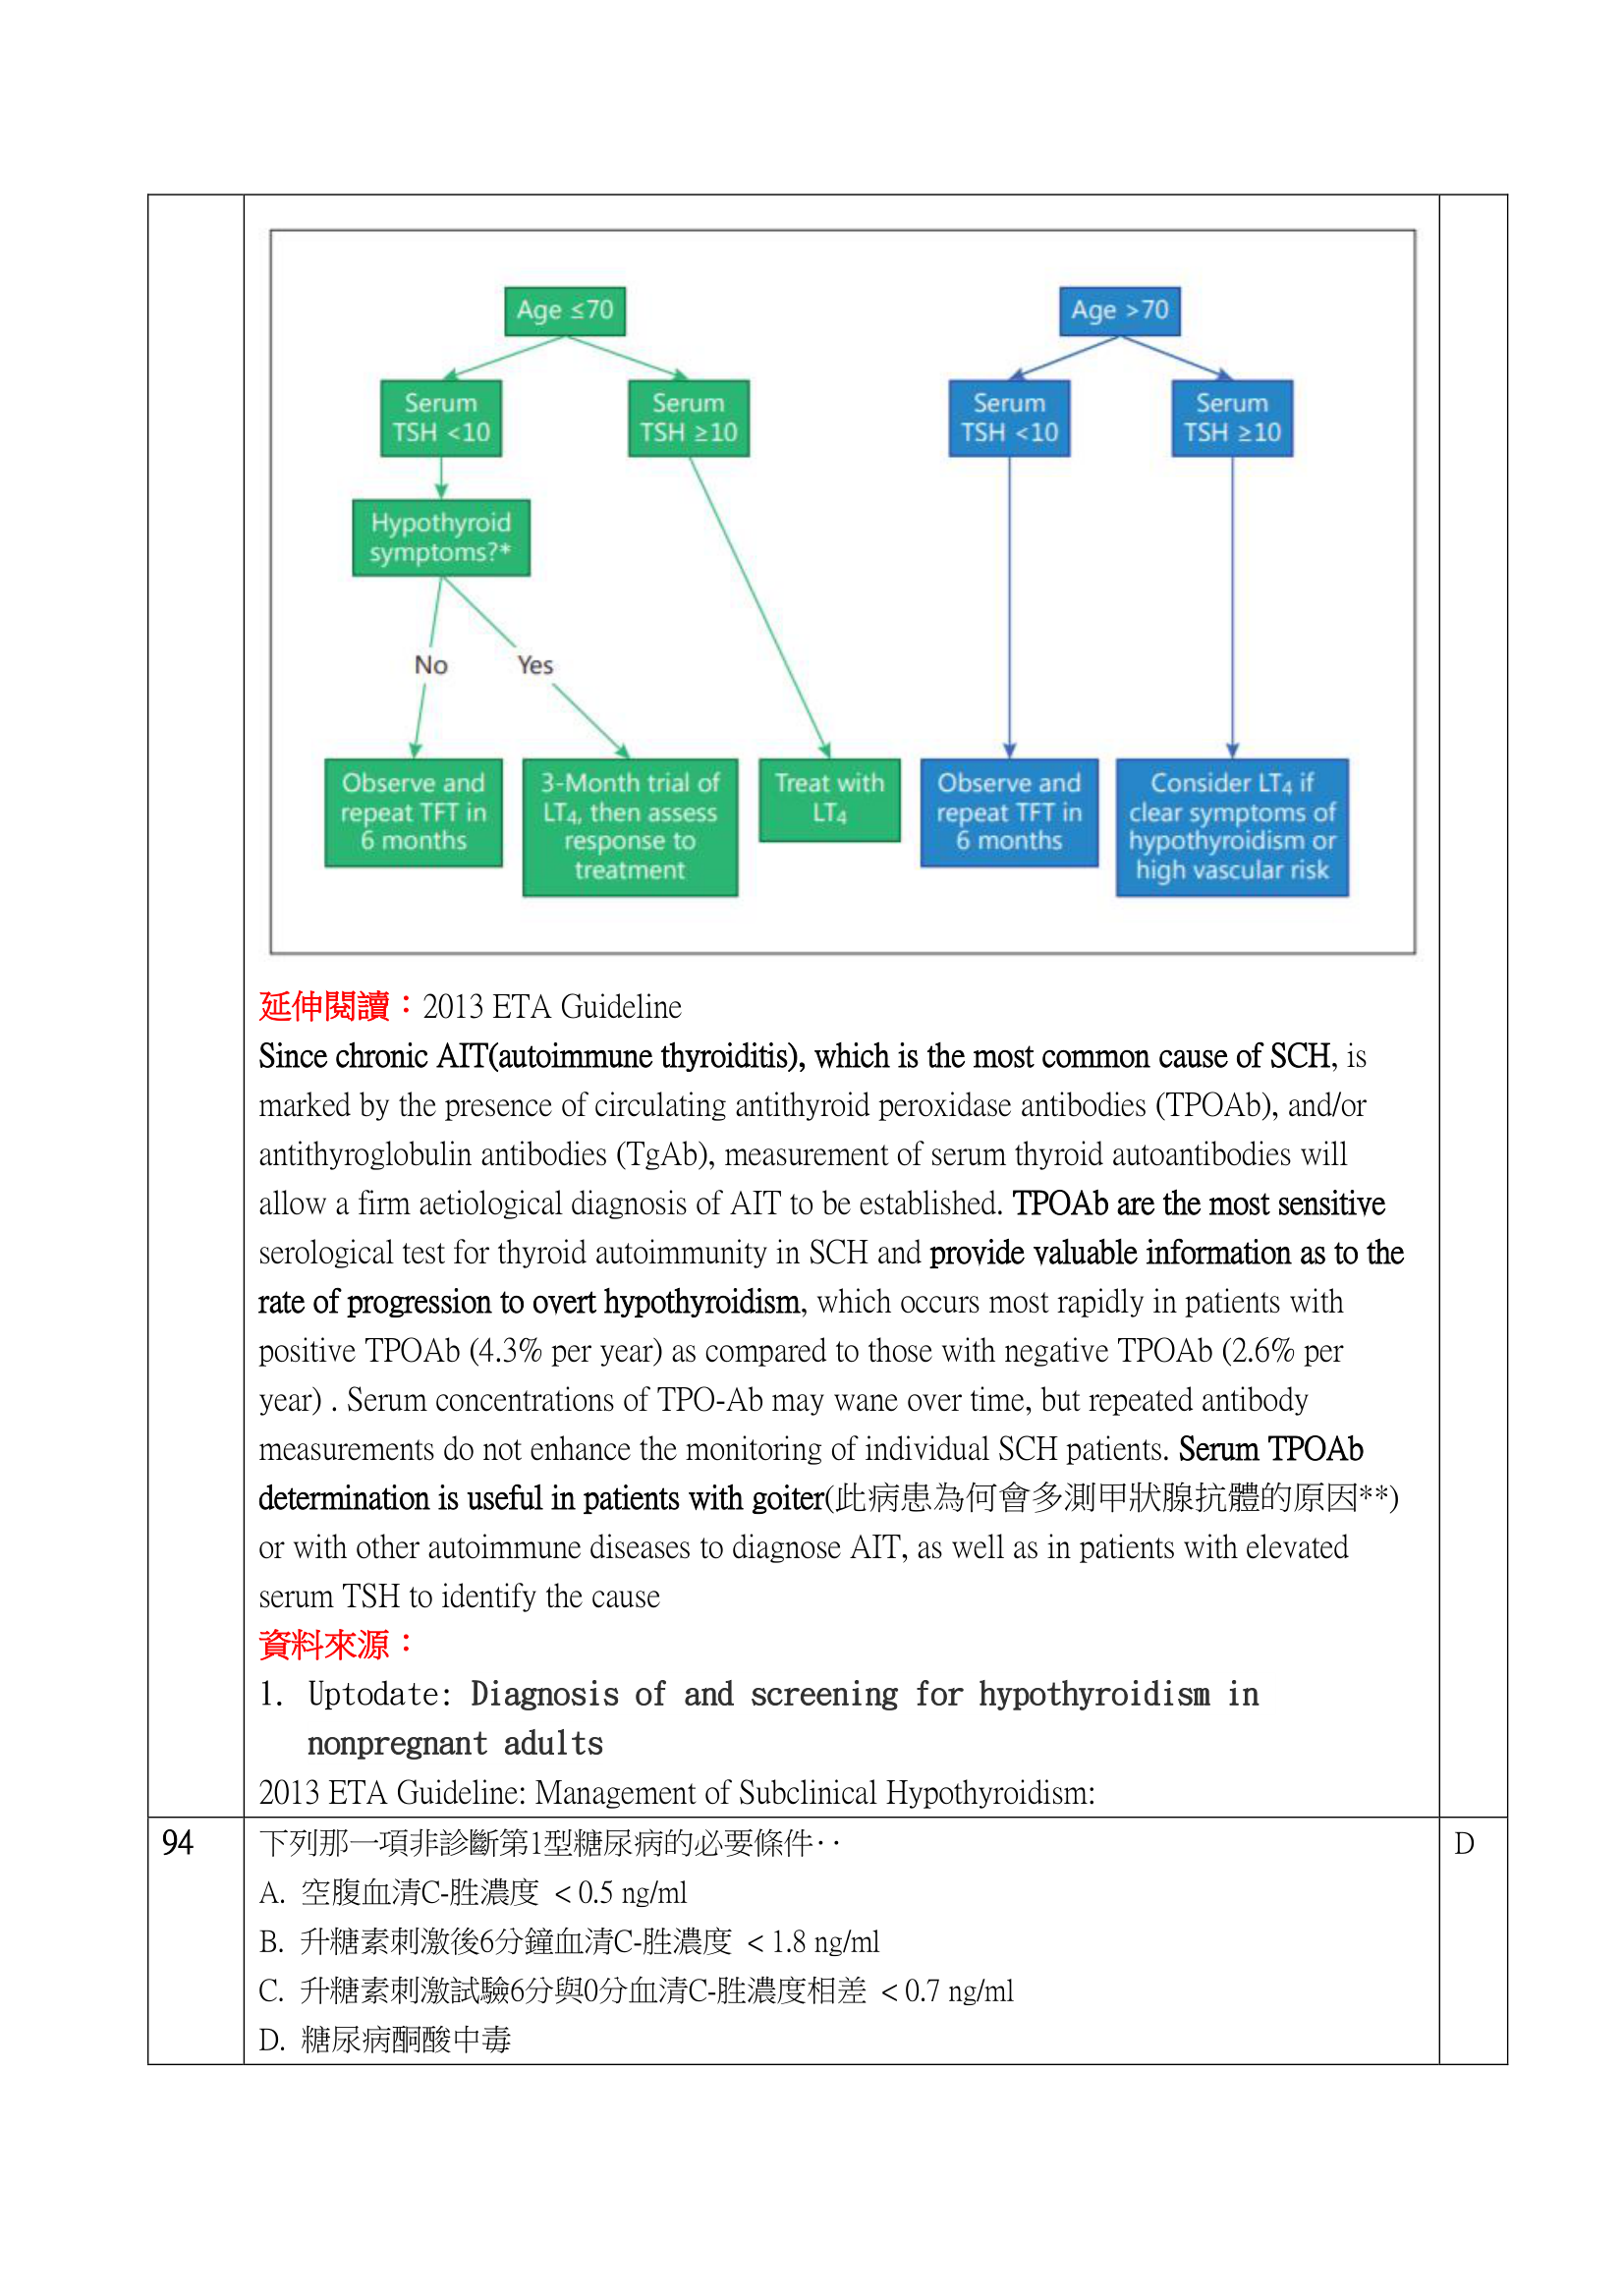 Age ≤70
Age >70
Serum
TSH <10
Serum
TSH ≥10
Serum
TSH <10
Serum
TSH ≥10
Hypothyroid
symptoms?*
No
Yes
Observe and
repeat TFT in
6 months
3-Month trial of
LT4, then assess
response to
treatment
Treat with
LT4
Observe and
repeat TFT in
6 months
Consider LT4 if
clear symptoms of
hypothyroidism or
high vascular risk
延伸閱讀：2013 ETA Guideline
Since chronic AIT(autoimmune thyroiditis), which is the most common cause of SCH, is
marked by the presence of circulating antithyroid peroxidase antibodies (TPOAb), and/or
antithyroglobulin antibodies (TgAb), measurement of serum thyroid autoantibodies will
allow a firm aetiological diagnosis of AIT to be established. TPOAb are the most sensitive
serological test for thyroid autoimmunity in SCH and provide valuable information as to the
rate of progression to overt hypothyroidism, which occurs most rapidly in patients with
positive TPOAb (4.3% per year) as compared to those with negative TPOAb (2.6% per
year) . Serum concentrations of TPO-Ab may wane over time, but repeated antibody
measurements do not enhance the monitoring of individual SCH patients. Serum TPOAb
determination is useful in patients with goiter(此病患為何會多測甲狀腺抗體的原因**)
or with other autoimmune diseases to diagnose AIT, as well as in patients with elevated
serum TSH to identify the cause
資料來源：
1. Uptodate: Diagnosis of and screening for hypothyroidism in
nonpregnant adults
2013 ETA Guideline: Management of Subclinical Hypothyroidism:
94 下列那一項非診斷第1型糖尿病的必要條件‥ D
A. 空腹血清C-胜濃度 < 0.5 ng/ml
B. 升糖素刺激後6分鐘血清C-胜濃度 < 1.8 ng/ml
C. 升糖素刺激試驗6分與0分血清C-胜濃度相差 < 0.7 ng/ml
D. 糖尿病酮酸中毒